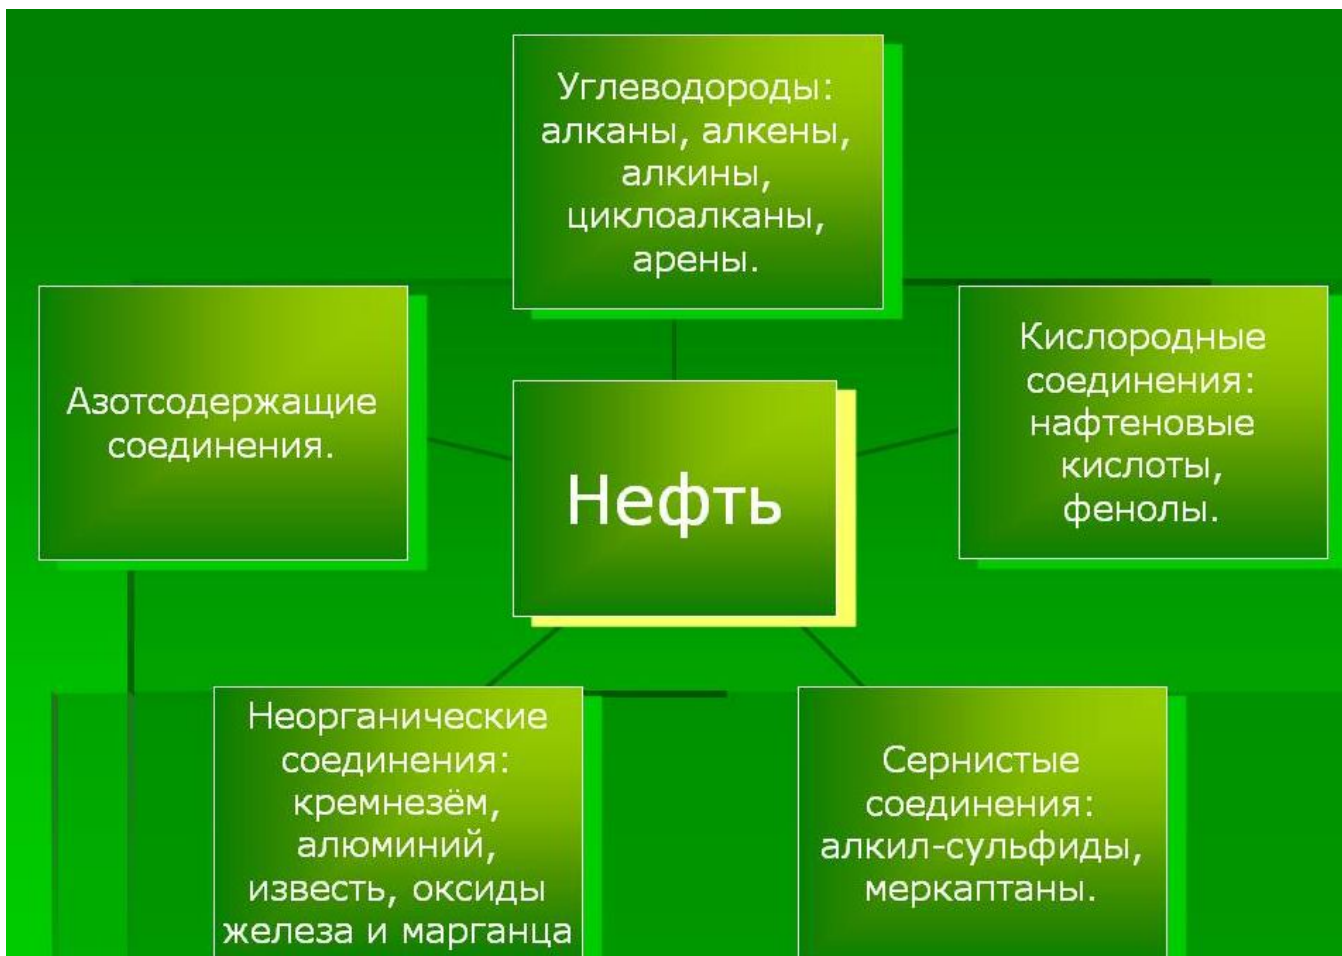 Углеводороды:
алканы, алкены,
алкины,
циклоалканы,
арены.
Азотсодержащие
соединения.
Нефть
Кислородные
соединения:
нафтеновые
кислоты,
фенолы.
Неорганические
соединения:
кремнезём,
алюминий,
известь, оксиды
железа и марганца
Сернистые
соединения:
алкил-сульфиды,
меркаптаны.